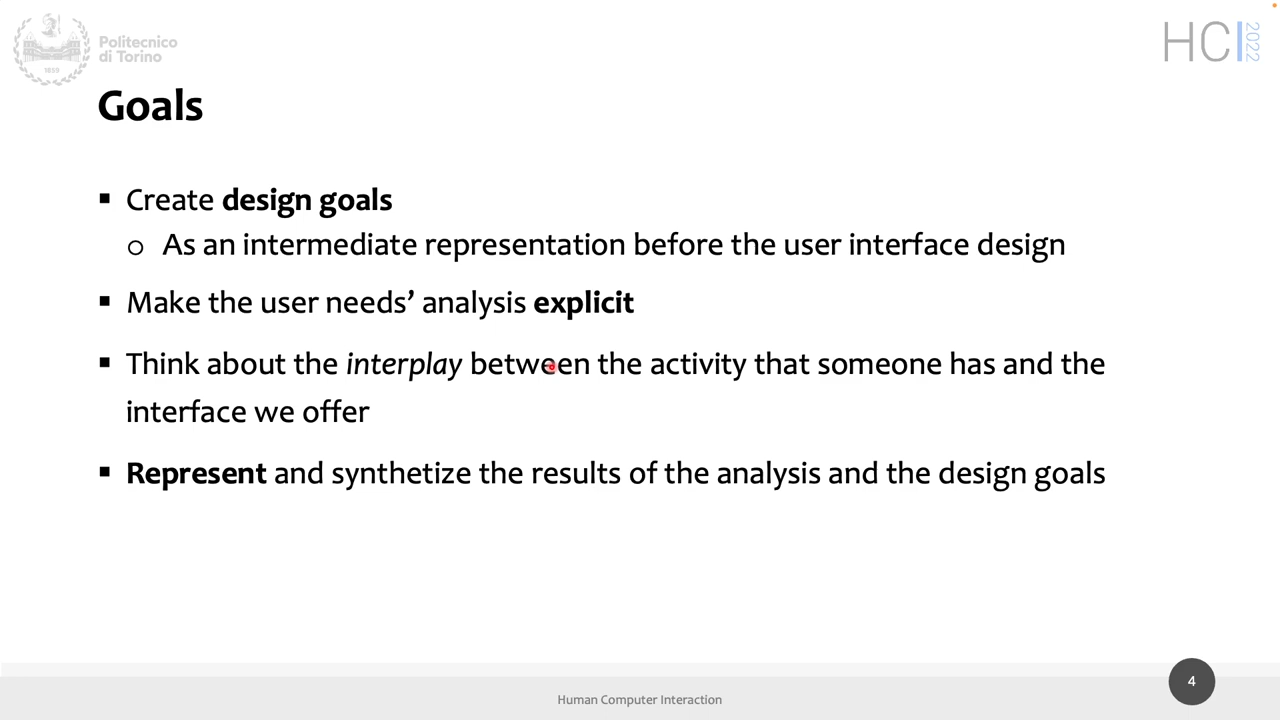 Politecnico
di Torino
1859
HCI 2022
Goals
▪ Create design goals
o As an intermediate representation before the user interface design
▪ Make the user needs’ analysis explicit
▪ Think about the interplay between the activity that someone has and the
interface we offer
▪ Represent and synthetize the results of the analysis and the design goals
Human Computer Interaction
4